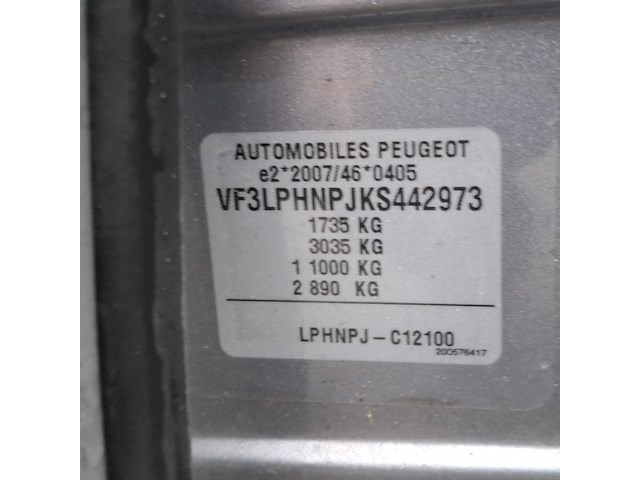 AUTOMOBILES PEUGEOT
e2*2007/46*0405
VF3LPHNPJKS442973
1735 KG
3035 KG
1 1000 KG
2 890 KG
LPHNPJ-C12100
200576417